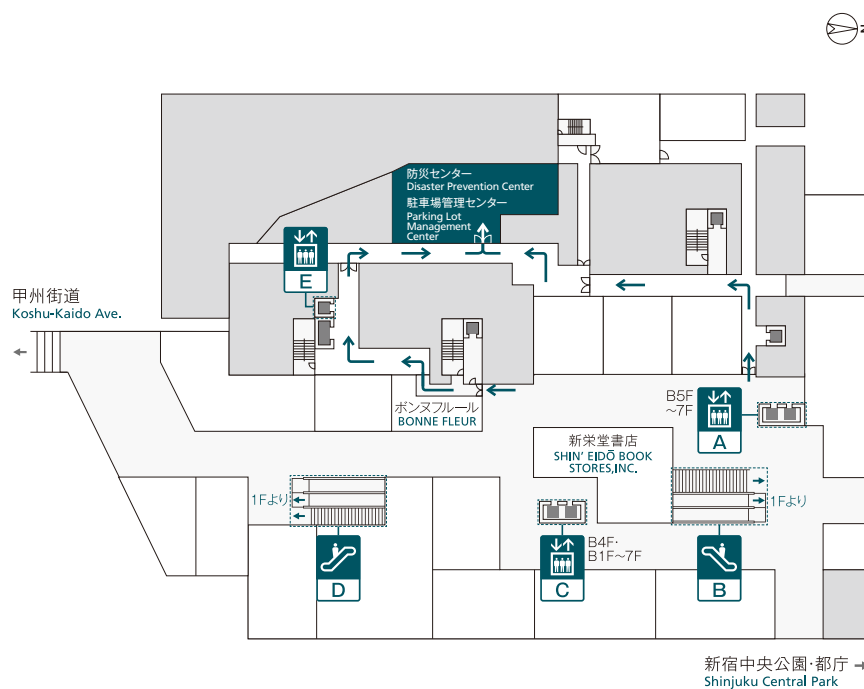 N
防災センター
Disaster Prevention Center
駐車場管理センター
Parking Lot
Management
Center
E
甲州街道
Koshu-Kaido Ave.
B5F
～7F
A
ボンヌフルール
BONNE FLEUR
新栄堂書店
SHIN' EIDŌ BOOK
STORES,INC.
1Fより
1Fより
B4F・
B1F～7F
D
C
B
新宿中央公園・都庁
Shinjuku Central Park